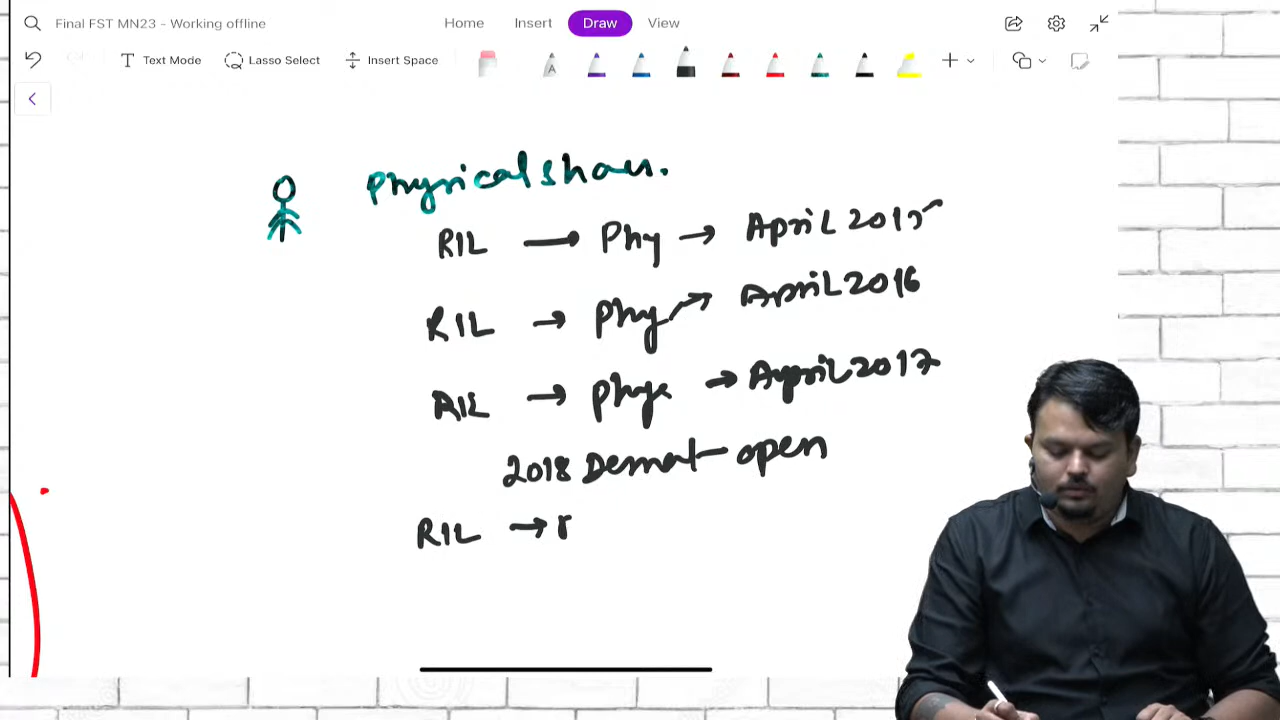 Final FST MN23 - Working offline
Home Insert Draw View
Text Mode Lasso Select Insert Space
Physical share.
RIL → Phy → April 2015
RIL → Phy → April 2016
RIL → Phy → April 2017
2018 Demat open
RIL →